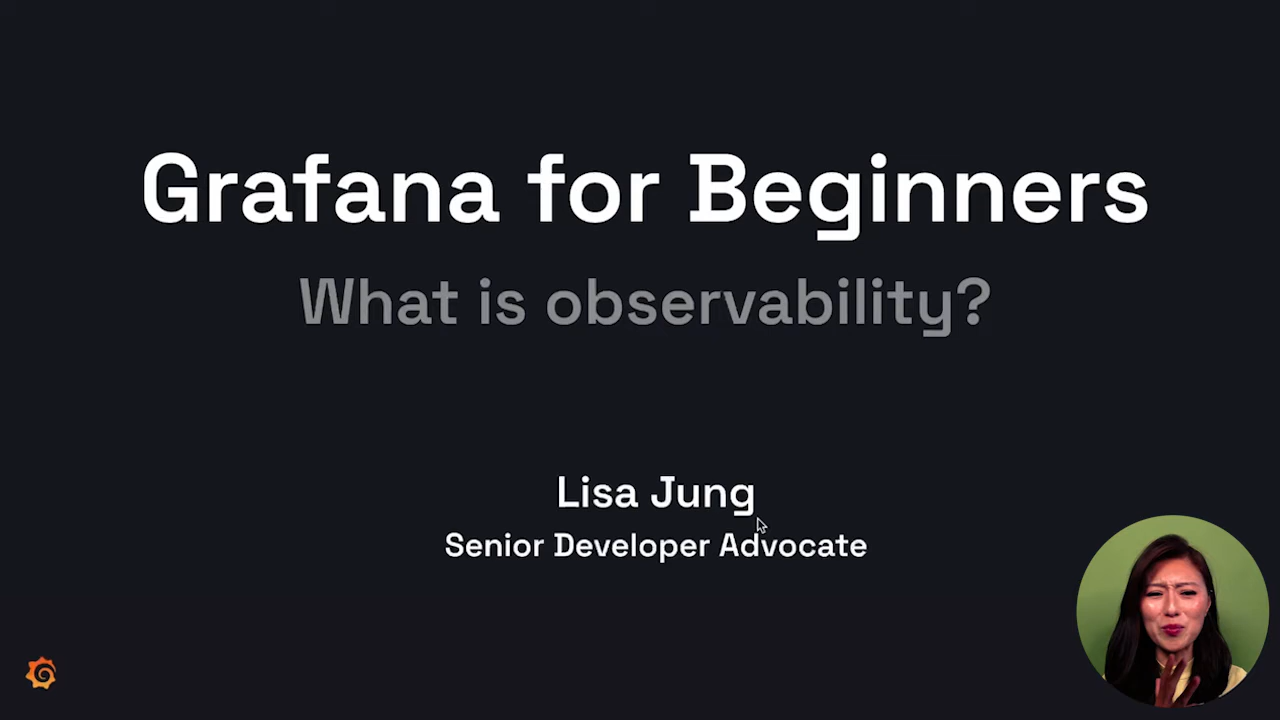 Grafana for Beginners
What is observability?
Lisa Jung
Senior Developer Advocate